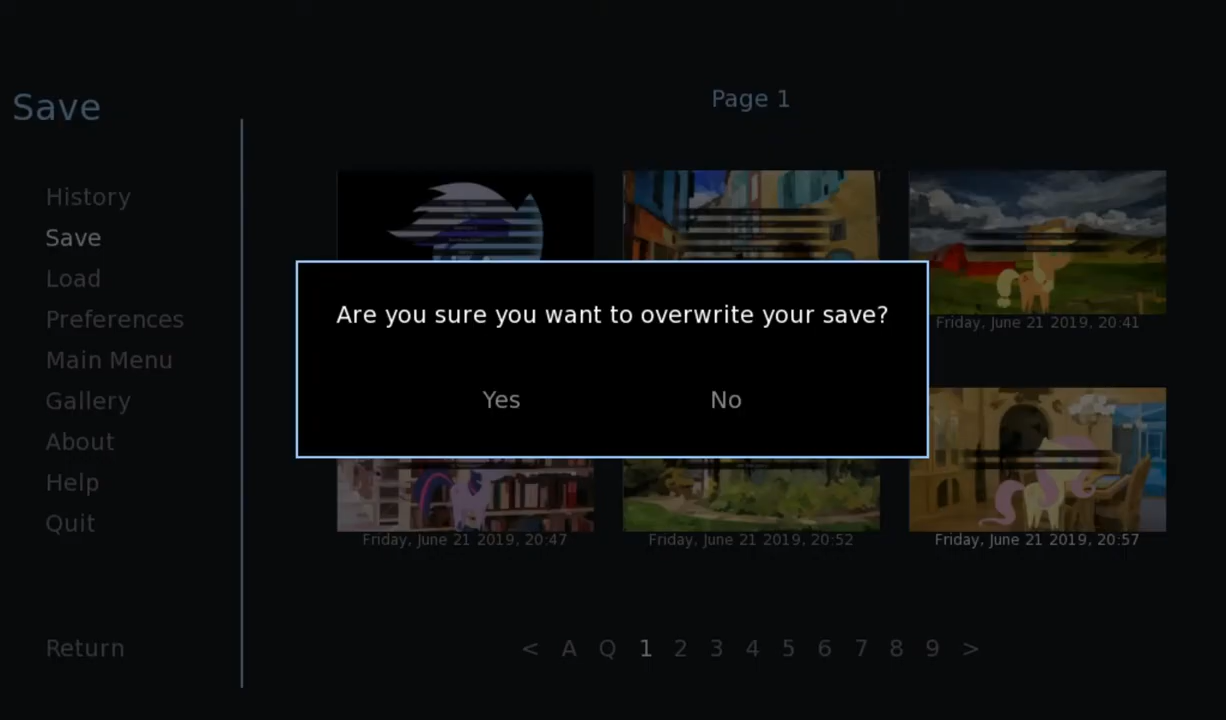 Save
Page 1
History
Save
Load
Preferences
Main Menu
Gallery
About
Help
Quit
Return
Are you sure you want to overwrite your save?
Yes
No
Friday, June 21 2019, 20:41
Friday, June 21 2019, 20:47
Friday, June 21 2019, 20:52
Friday, June 21 2019, 20:57
< A Q 1 2 3 4 5 6 7 8 9 >